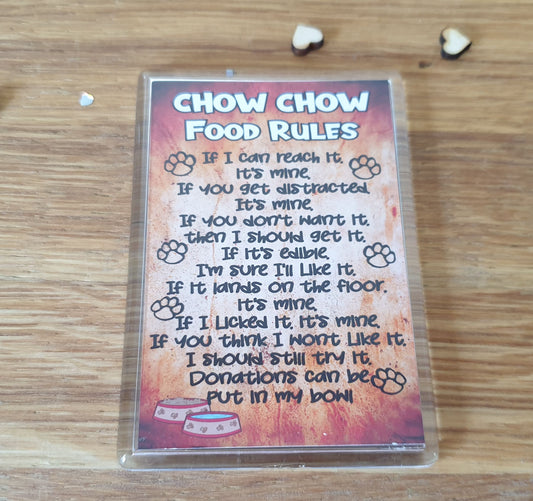 CHOW CHOW
FOOD RULES
If I can reach it,
It's mine.
If you get distracted,
It's mine.
If you don't want it,
then I should get it.
If it's edible,
I'm sure I'll like it.
If it lands on the floor,
It's mine.
If I licked it, it's mine.
If you think I wont like it,
I should still try it.
Donations can be
put in my bowl